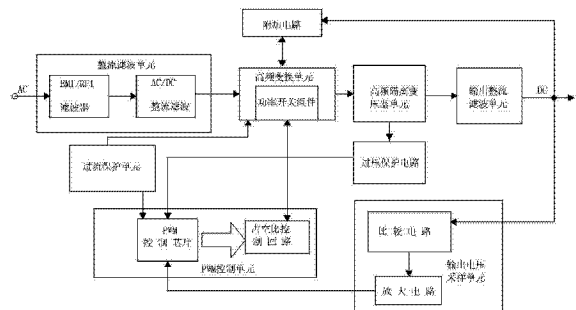 附加电路
整流滤波单元
AC
EMI/RFI
滤波器
AC/DC
整流滤波
高频变换单元
功率开关组件
高频隔离变
压器单元
输出整流
滤波单元
DC
过流保护单元
过压保护电路
PWM
控 制 芯片
占空比控
制 回 路
PWM控制单元
比 较 电 路
放 大 电 路
输出电压
采样单元